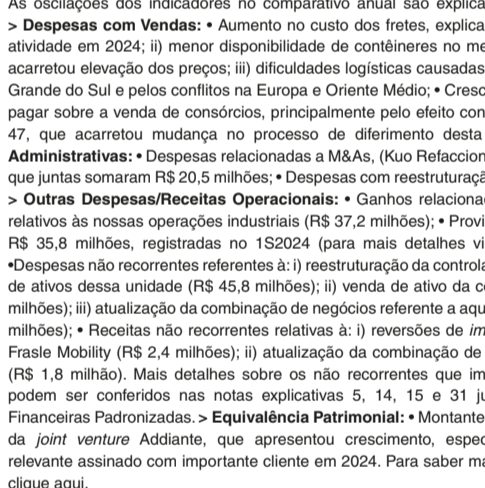 As oscilações dos indicadores no comparativo anual são explica
> Despesas com Vendas: • Aumento no custo dos fretes, explica
atividade em 2024; ii) menor disponibilidade de contêineres no me
acarretou elevação dos preços; iii) dificuldades logísticas causadas
Grande do Sul e pelos conflitos na Europa e Oriente Médio; • Cresc
pagar sobre a venda de consórcios, principalmente pelo efeito con
47, que acarretou mudança no processo de diferimento desta
Administrativas: • Despesas relacionadas a M&As, (Kuo Refaccion
que juntas somaram R$ 20,5 milhões; • Despesas com reestruturaçã
> Outras Despesas/Receitas Operacionais: • Ganhos relaciona
relativos às nossas operações industriais (R$ 37,2 milhões); • Provi
R$ 35,8 milhões, registradas no 1S2024 (para mais detalhes vi
•Despesas não recorrentes referentes à: i) reestruturação da control
de ativos dessa unidade (R$ 45,8 milhões); ii) venda de ativo da c
milhões); iii) atualização da combinação de negócios referente a aqu
milhões); • Receitas não recorrentes relativas à: i) reversões de im
Frasle Mobility (R$ 2,4 milhões); ii) atualização da combinação de
(R$ 1,8 milhão). Mais detalhes sobre os não recorrentes que im
podem ser conferidos nas notas explicativas 5, 14, 15 e 31 ju
Financeiras Padronizadas. > Equivalência Patrimonial: • Montante
da joint venture Addiante, que apresentou crescimento, espec
relevante assinado com importante cliente em 2024. Para saber ma
clique aqui.